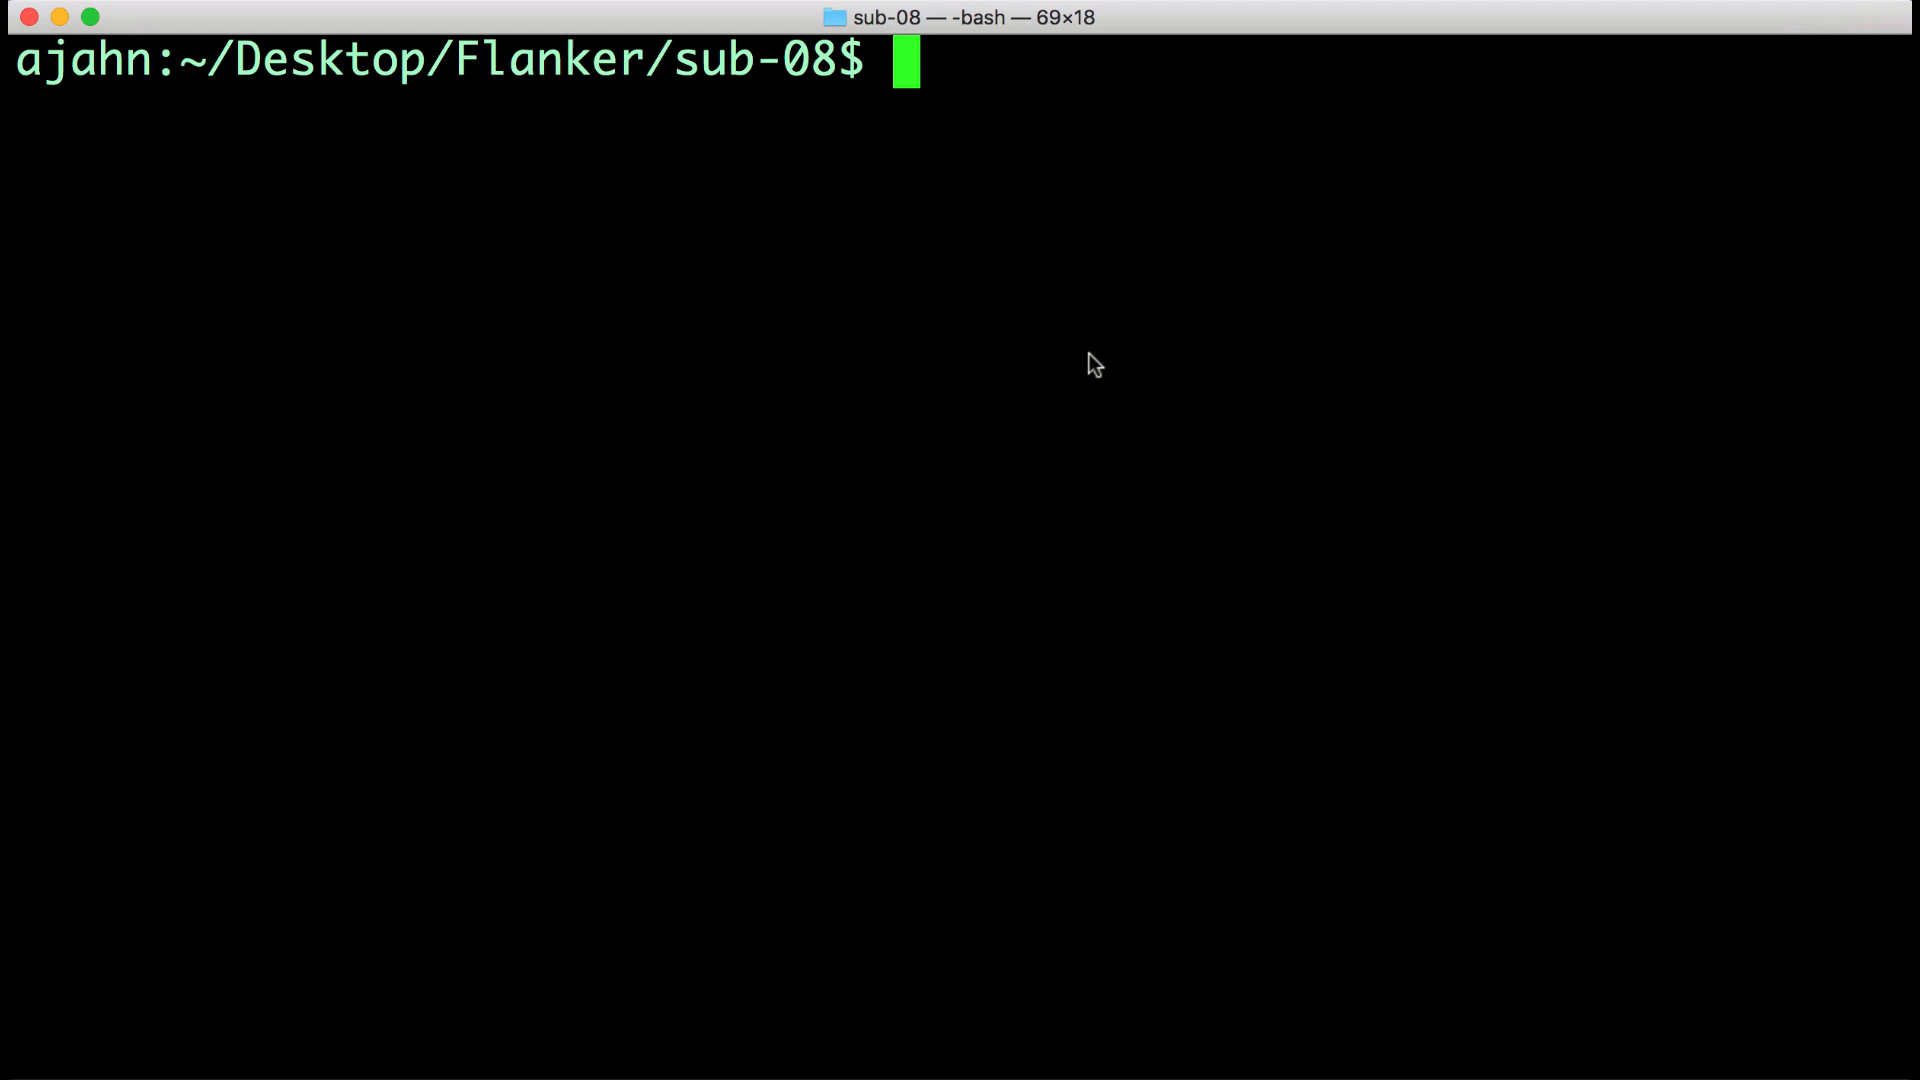 sub-08 — -bash — 69×18
ajahn:~/Desktop/Flanker/sub-08$